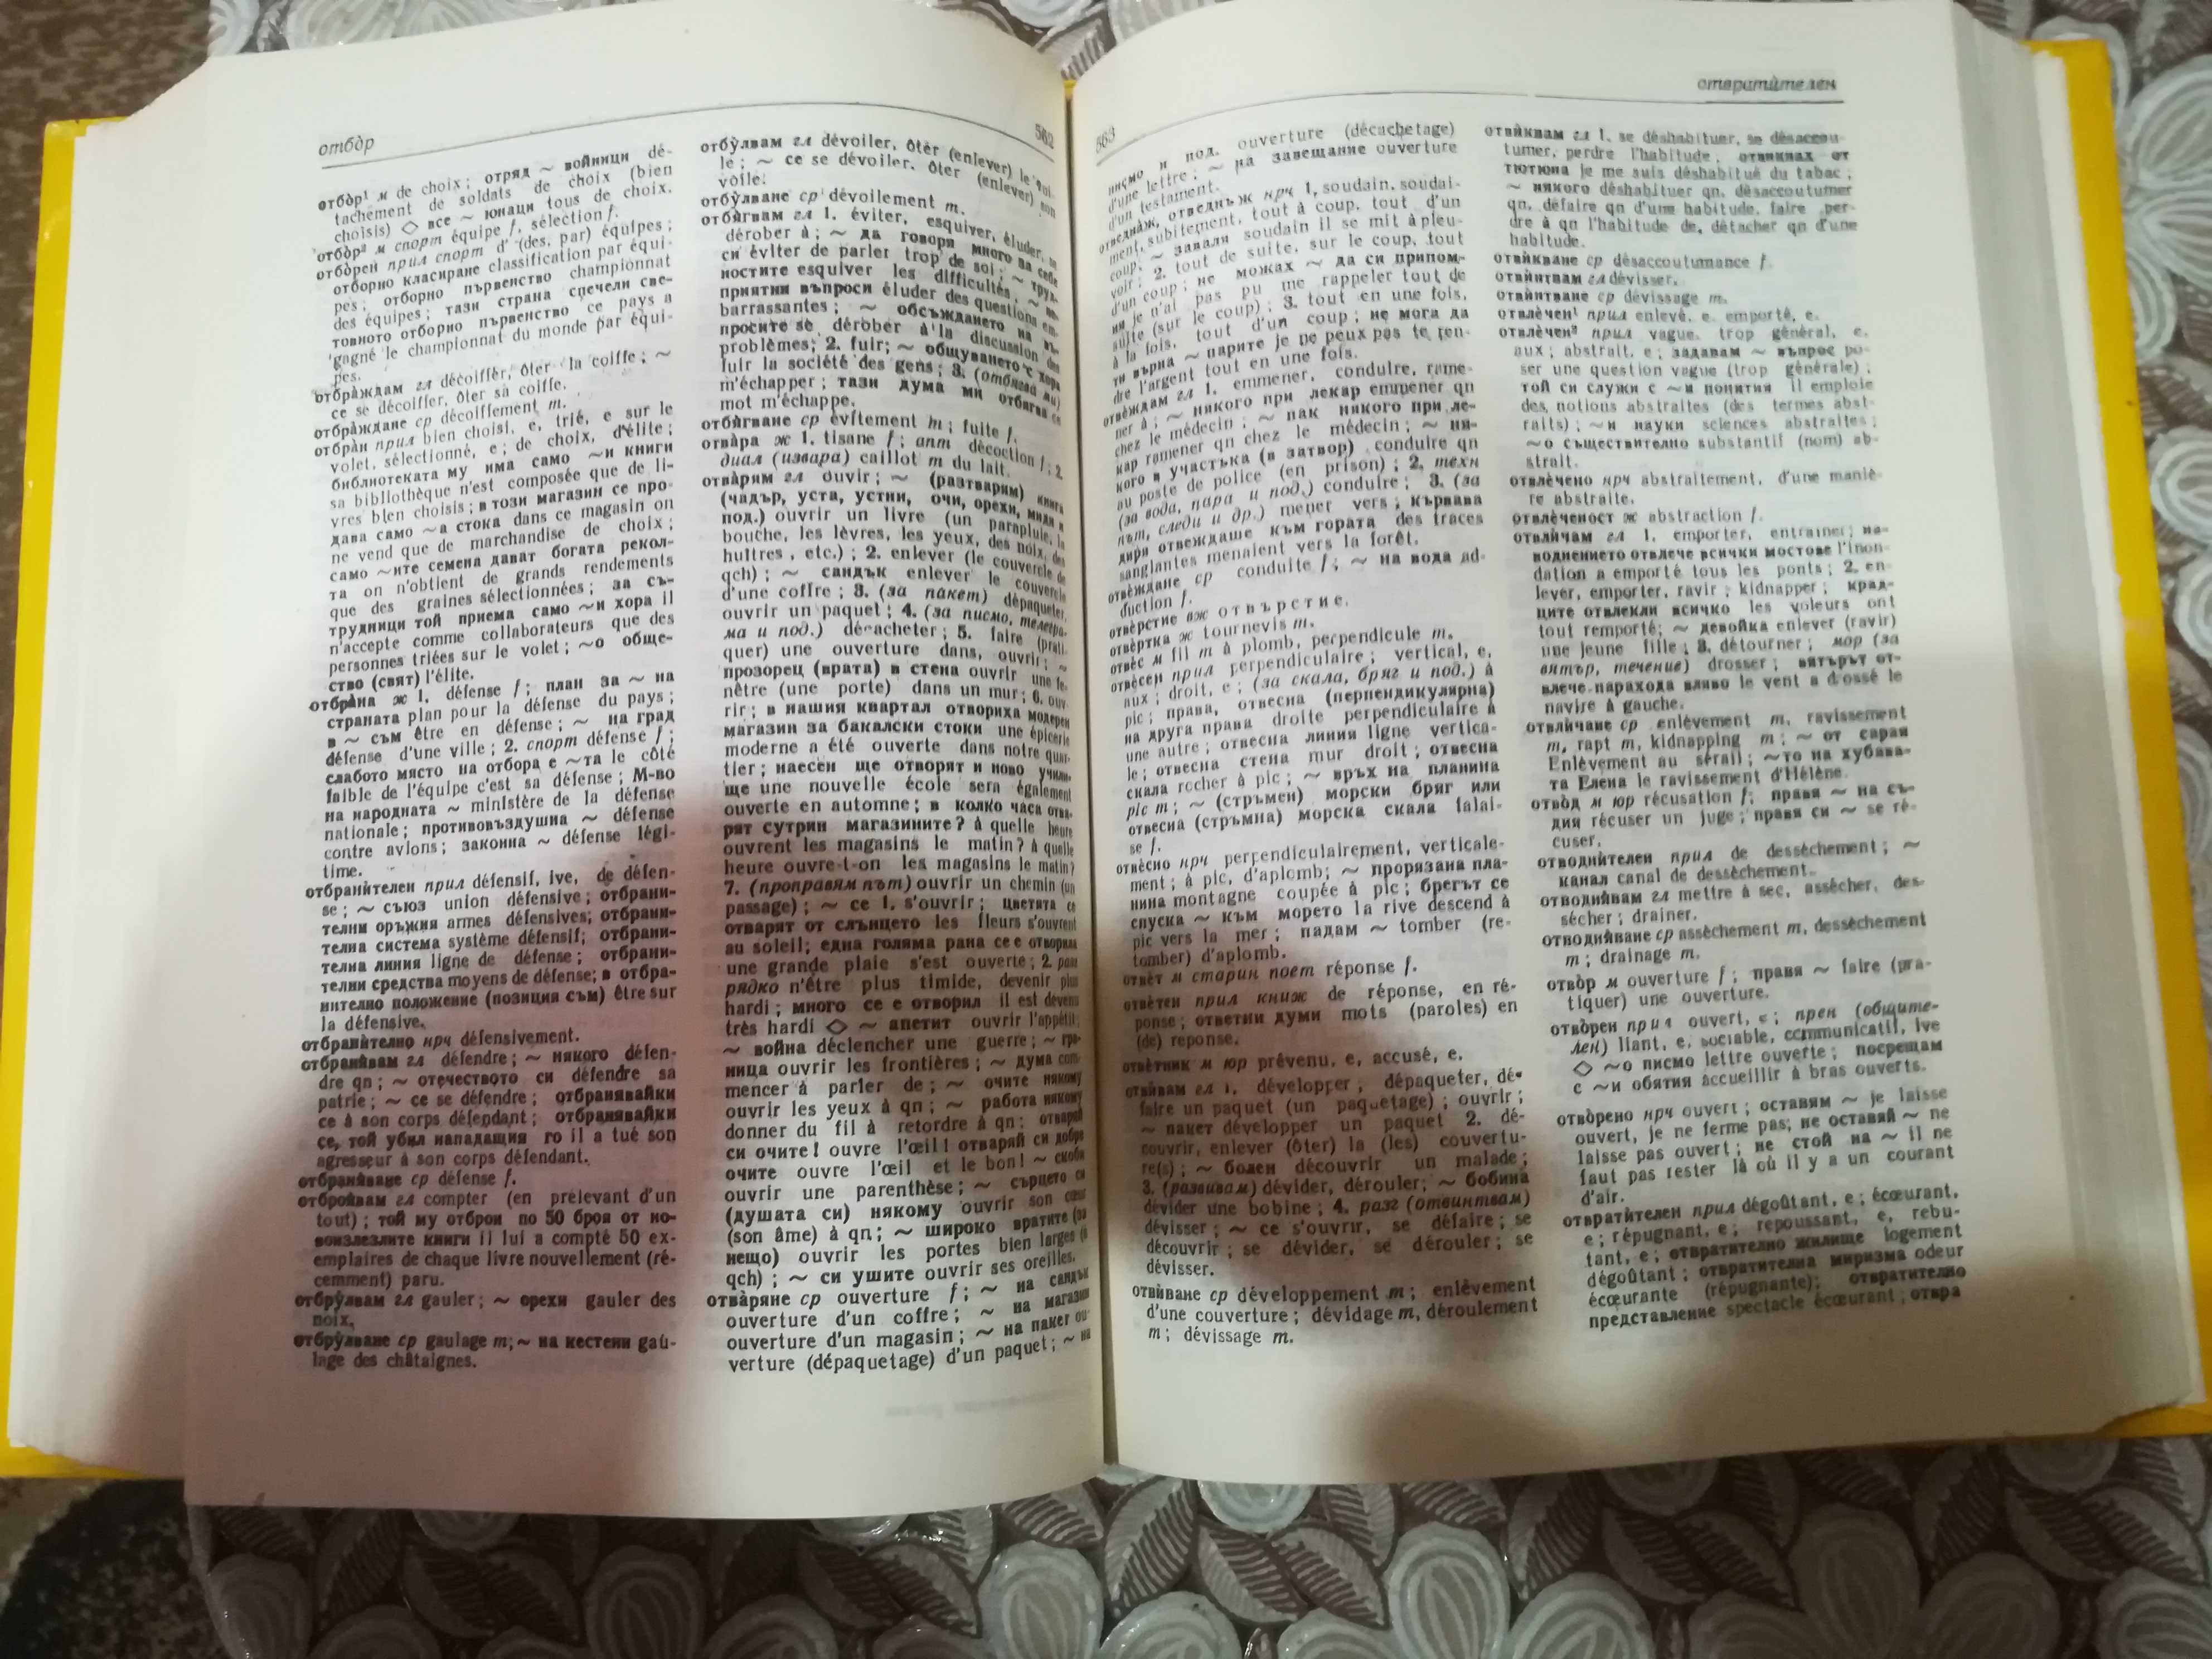 отбо̀р
562
отбо̀р¹ м de choix; отряд ~ войници dé-
tachement de soldats de choix (bien
choisis) ◇ все ~ юнаци tous de choix.
отбо̀р² м спорт équipe f, sélection f.
отбо̀рен прил спорт d' (des, par) équipes;
отборно класиране classification par équi-
pes; отборно първенство championnat
des équipes; тази страна спечели све-
товното отборно първенство ce pays a
gagné le championnat du monde par équi-
pes.
отбра̀ждам гл décoiffer, ôter la coiffe; ~
ce se décoiffer, ôter sa coiffe.
отбра̀ждане ср décoiffement m.
отбра̀н прил bien choisi, e, trié, e sur le
volet, sélectionné, e; de choix, d'élite;
библиотеката му има само ~и книги
sa bibliothèque n'est composée que de li-
vres bien choisis; в този магазин се про-
дава само ~а стока dans ce magasin on
ne vend que de marchandise de choix;
само ~ите семена дават богата рекол-
та on n'obtient de grands rendements
que des graines sélectionnées; за съ-
трудници той приема само ~и хора il
n'accepte comme collaborateurs que des
personnes triées sur le volet; ~о обще-
ство (свят) l'élite.
отбра̀на ж 1. défense f; план за ~ на
страната plan pour la défense du pays;
в ~ съм être en défense; ~ на град
défense d'une ville; 2. спорт défense f;
слабото място на отбора е ~та le côté
faible de l'équipe c'est sa défense; М-во
на народната ~ ministère de la défense
nationale; противовъздушна ~ défense
contre avions; законна ~ défense légi-
time.
отбранѝтелен прил défensif, ive, de défen-
se; ~ съюз union défensive; отбрани-
телни оръжия armes défensives; отбрани-
телна система système défensif; отбрани-
телна линия ligne de défense; отбрани-
телни средства moyens de défense; в отбра-
нително положение (позиция съм) être sur
la défensive.
отбранѝтелно нрч défensivement.
отбраня̀вам гл défendre; ~ някого défen-
dre qn; ~ отечеството си défendre sa
patrie; ~ се se défendre; отбранявайки
се à son corps défendant; отбранявайки
се, той уби нападащия го il a tué son
agresseur à son corps défendant.
отбраня̀ване ср défense f.
отброя̀вам гл compter (en prélevant d'un
tout); той му отброи по 50 броя от но-
воизлезлите книги il lui a compté 50 ex-
emplaires de chaque livre nouvellement (ré-
cemment) paru.
отбру̀лвам гл gauler; ~ орехи gauler des
noix.
отбру̀лване ср gaulage m; ~ на кестени gau-
lage des châtaignes.
отбу̀лвам гл dévoiler, ôter (enlever) le voi-
le; ~ се se dévoiler, ôter (enlever) son
voile.
отбу̀лване ср dévoilement m.
отбя̀гвам гл 1. éviter, esquiver, éluder, se
dérober à; ~ да говоря много за себе
си éviter de parler trop de soi; ~ труд-
ностите esquiver les difficultés; ~ не-
приятни въпроси éluder des questions em-
barrassantes; ~ обсъждането на въ-
просите se dérober à la discussion des
problèmes; 2. fuir; ~ общуването с хора
fuir la société des gens; 3. (отбягва ми)
m'échapper; тази дума ми отбягва се
mot m'échappe.
отбя̀гване ср évitement m; fuite f.
отва̀ра ж 1. tisane f; апт décoction f; 2.
диал (извара) caillot m du lait.
отва̀рям гл ouvir; ~ (разтварям) книга
(чадър, уста, устни, очи, орехи, миди и
под.) ouvrir un livre (un parapluie, la
bouche, les lèvres, les yeux, des noix, des
huîtres, etc.); 2. enlever (le couvercle de
qch); ~ сандък enlever le couvercle
d'une coffre; 3. (за пакет) dépaqueter,
ouvrir un paquet; 4. (за писмо, телегра-
ма и под.) décacheter; 5. faire (prati-
quer) une ouverture dans, ouvrir; ~
прозорец (врата) в стена ouvrir une fe-
nêtre (une porte) dans un mur; 6. ouv-
rir; в нашия квартал отвориха модерен
магазин за бакалски стоки une épicerie
moderne a été ouverte dans notre quar-
tier; наесен ще отворят и ново учили-
ще une nouvelle école sera également
ouverte en automne; в колко часа отва-
рят сутрин магазините? à quelle heure
ouvrent les magasins le matin? à quelle
heure ouvre-t-on les magasins le matin?
7. (проправям път) ouvrir un chemin (un
passage); ~ се 1. s'ouvrir; цветята се
отварят от слънцето les fleurs s'ouvrent
au soleil; една голяма рана се е отворила
une grande plaie s'est ouverte; 2. разг
рядко n'être plus timide, devenir plus
hardi; много се е отворил il est devenu
très hardi ◇ ~ апетит ouvrir l'appétit;
~ война déclencher une guerre; ~ гра-
ница ouvrir les frontières; ~ дума com-
mencer à parler de; ~ очите някому
ouvrir les yeux à qn; ~ работа някому
donner du fil à retordre à qn; отваряй
си очите! ouvre l'œil! отваряй си добре
очите ouvre l'œil et le bon! ~ скоби
ouvrir une parenthèse; ~ сърцето си
(душата си) някому ouvrir son cœur
(son âme) à qn; ~ широко вратите (за
нещо) ouvrir les portes bien larges (à
qch); ~ си ушите ouvrir ses oreilles.
отва̀ряне ср ouverture f; ~ на сандък
ouverture d'un coffre; ~ на магазин
ouverture d'un magasin; ~ на пакет ou-
verture (dépaquetage) d'un paquet; ~ на
563
отвратѝтелен
писмо и под. ouverture (décachetage)
d'une lettre; ~ на завещание ouverture
d'un testament.
отведна̀ж, отведнъ̀ж нрч 1. soudain, soudai-
ment, subitement, tout à coup, tout d'un
coup; ~ заваля soudain il se mit à pleu-
voir; 2. tout de suite, sur le coup, tout
d'un coup; не можах ~ да си припом-
ня je n'ai pas pu me rappeler tout de
suite (sur le coup); 3. tout en une fois,
à la fois, tout d'un coup; не мога да
ти върна ~ парите je ne peux pas te ren-
dre l'argent tout en une fois.
отвѐждам гл 1. emmener, conduire, rame-
ner à; ~ някого при лекар emmener qn
chez le médecin; ~ пак някого при ле-
кар ramener qn chez le médecin; ~ ня-
кого в участъка (в затвор) conduire qn
au poste de police (en prison); 2. техн
(за вода, пара и под.) conduire; 3. (за
път, следи и др.) mener vers; кървава
диря отвеждаше към гората des traces
sanglantes menaient vers la forêt.
отвѐждане ср conduite f; ~ на вода ad-
duction f.
отвѐрстие вж отвърстие.
отвѐртка ж tournevis m.
отвѐс м fil m à plomb, perpendicule m.
отвѐсен прил perpendiculaire; vertical, e,
aux; droit, e; (за скала, бряг и под.) à
pic; права, отвесна (перпендикулярна)
на друга права droite perpendiculaire à
une autre; отвесна линия ligne vertica-
le; отвесна стена mur droit; отвесна
скала rocher à pic; ~ връх на планина
pic m; ~ (стръмен) морски бряг или
отвесна (стръмна) морска скала falai-
se f.
отвѐсно нрч perpendiculairement, verticale-
ment; à pic, d'aplomb; ~ прорязана пла-
нина montagne coupée à pic; брегът се
спуска ~ към морето la rive descend à
pic vers la mer; падам ~ tomber (re-
tomber) d'aplomb.
отвѐт м старин поет réponse f.
отвѐтен прил книж de réponse, en ré-
ponse; ответни думи mots (paroles) en
(de) reponse.
отвѐтник м юр prévenu, e, accusé, e.
отвѝвам гл 1. développer; dépaqueter, dé-
faire un paquet (un paquetage); ouvrir;
~ пакет développer un paquet 2. dé-
couvrir, enlever (ôter) la (les) couvertu-
re(s); ~ болен découvrir un malade;
3. (развивам) dévider, dérouler; ~ бобина
dévider une bobine; 4. разг (отвинтвам)
dévisser; ~ се s'ouvrir, se défaire; se
découvrir; se dévider, se dérouler; se
dévisser.
отвѝване ср développement m; enlèvement
d'une couverture; dévidage m, déroulement
m; dévissage m.
отвѝквам гл 1. se déshabituer, se désaccou-
tumer, perdre l'habitude, отвикнах от
тютюна je me suis déshabitué du tabac;
~ някого déshabituer qn, désaccoutumer
qn, défaire qn d'une habitude, faire per-
dre à qn l'habitude de, détacher qn d'une
habitude.
отвѝкване ср désaccoutumance f.
отвѝнтвам гл dévisser.
отвѝнтване ср dévissage m.
отвлѐчен¹ прил enlevé, e, emporté, e.
отвлѐчен² прил vague, trop général, e,
aux; abstrait, e; задавам ~ въпрос po-
ser une question vague (trop générale);
той си служи с ~и понятия il emploie
des notions abstraites (des termes abst-
raits); ~и науки sciences abstraites;
~о съществително substantif (nom) ab-
strait.
отвлѐчено нрч abstraitement, d'une maniè-
re abstraite.
отвлѐченост ж abstraction f.
отвлѝчам гл 1. emporter, entraîner; на-
воднението отвлече всички мостове l'inon-
dation a emporté tous les ponts; 2. en-
lever, emporter, ravir, kidnapper; крад-
ците отвлекли всичко les voleurs ont
tout remporté; ~ девойка enlever (ravir)
une jeune fille; 3. détourner; мор (за
вятър, течение) drosser; вятърът от-
влече парахода вляво le vent a drossé le
navire à gauche.
отвлѝчане ср enlèvement m, ravissement
m, rapt m, kidnapping m; ~ от сарая
Enlèvement au sérail; ~то на хубава-
та Елена le ravissement d'Hélène.
отво̀д м юр récusation f; правя ~ на съ-
дия récuser un juge; правя си ~ se ré-
cuser.
отводнѝтелен прил de dessèchement; ~
канал canal de dessèchement.
отводня̀вам гл mettre à sec, assécher, des-
sécher; drainer.
отводня̀ване ср assèchement m, dessèchement
m; drainage m.
отво̀р м ouverture f; правя ~ faire (pra-
tiquer) une ouverture.
отво̀рен прил ouvert, e; прен (общите-
лен) liant, e, sociable, communicatif, ive
◇ ~о писмо lettre ouverte; посрещам
с ~и обятия accueillir à bras ouverts.
отво̀рено нрч ouvert; оставям ~ je laisse
ouvert, je ne ferme pas; не оставяй ~ ne
laisse pas ouvert; не стой на ~ il ne
faut pas rester là où il y a un courant
d'air.
отвратѝтелен прил dégoûtant, e; écœurant,
e; répugnant, e; repoussant, e, rebu-
tant, e; отвратително жилище logement
dégoûtant; отвратителна миризма odeur
écœurante (répugnante); отвратително
представление spectacle écœurant; отвра